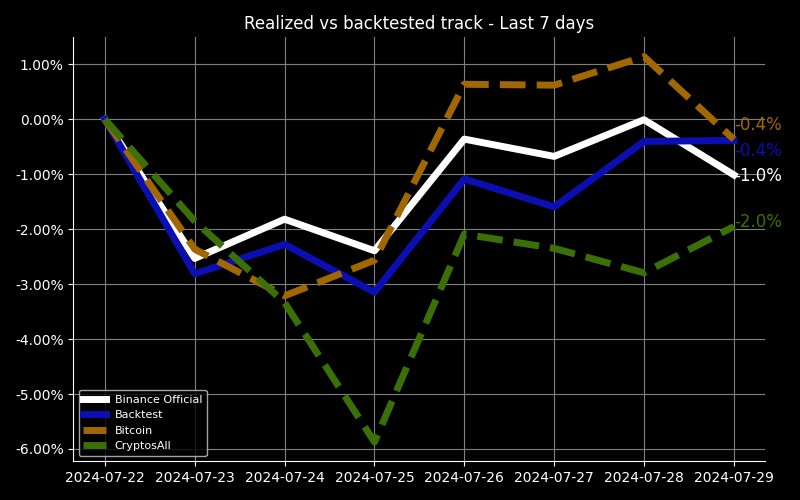 Realized vs backtested track - Last 7 days
1.00%
0.00%
-1.00%
-2.00%
-3.00%
-4.00%
-5.00%
-6.00%
-0.4%
-0.4%
-1.0%
-2.0%
Binance Official
Backtest
Bitcoin
CryptosAll
2024-07-22 2024-07-23 2024-07-24 2024-07-25 2024-07-26 2024-07-27 2024-07-28 2024-07-29